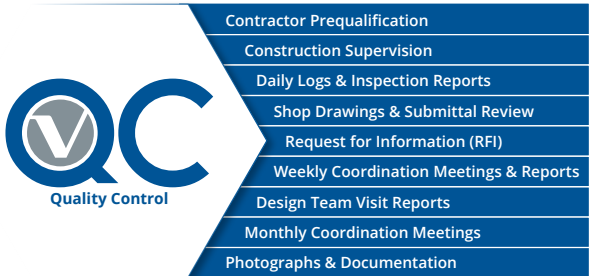 Contractor Prequalification
Construction Supervision
Daily Logs & Inspection Reports
Shop Drawings & Submittal Review
Request for Information (RFI)
Weekly Coordination Meetings & Reports
Design Team Visit Reports
Monthly Coordination Meetings
Photographs & Documentation
QC
V
Quality Control